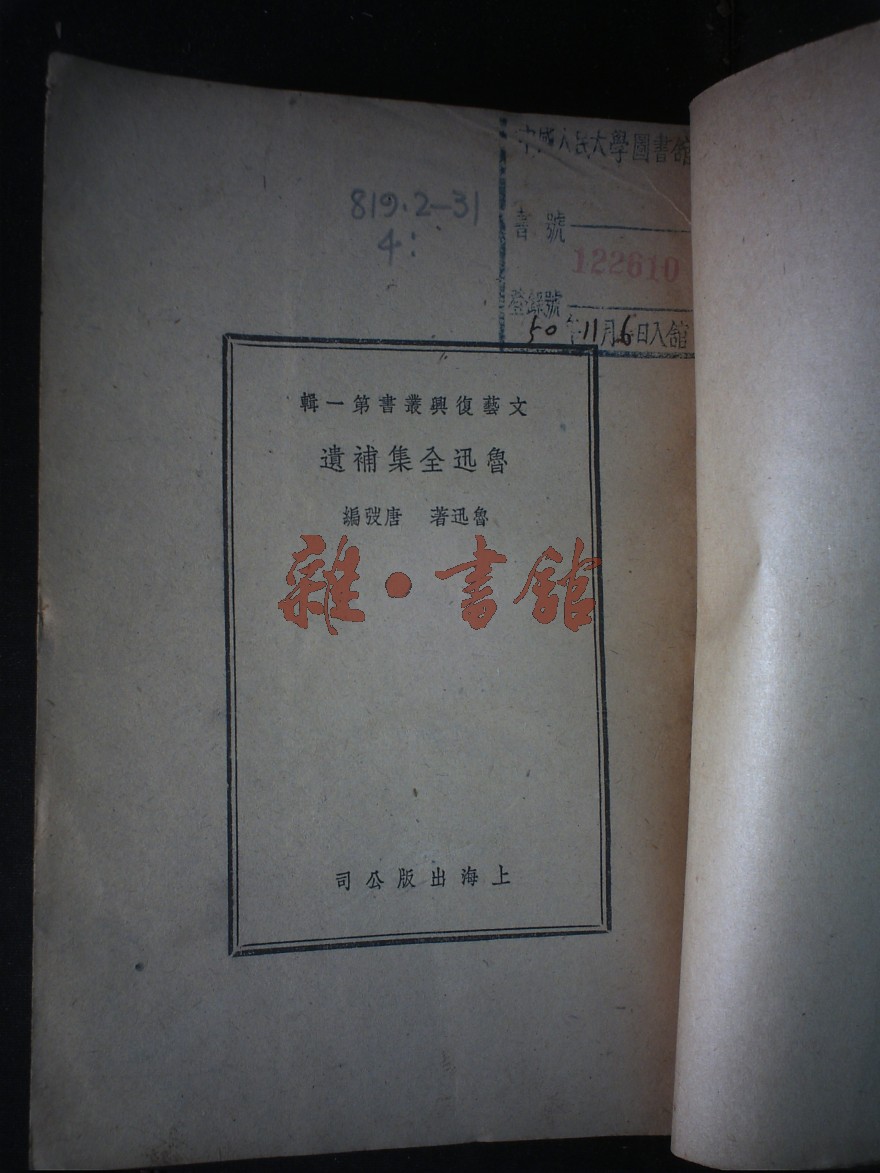 中國人民大學圖書館
819.2-31
4:
書號
122610
登錄號
50年11月6日入館
文藝復興叢書第一輯
魯迅全集補遺
魯迅著 唐弢編
雜·書館
上海出版公司